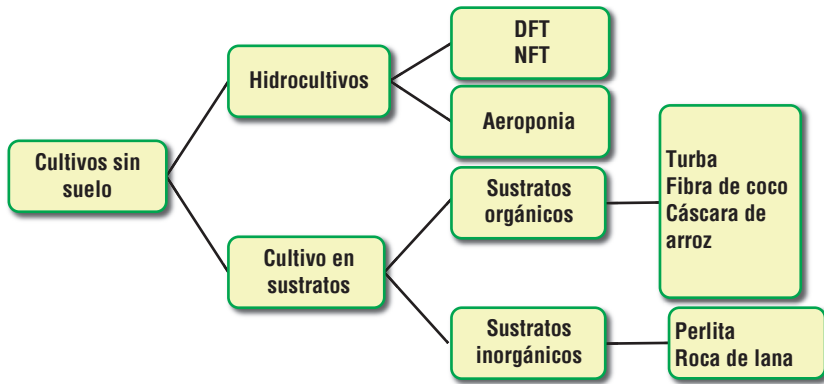 Cultivos sin
suelo
Hidrocultivos
DFT
NFT
Aeroponia
Cultivo en
sustratos
Sustratos
orgánicos
Turba
Fibra de coco
Cáscara de
arroz
Sustratos
inorgánicos
Perlita
Roca de lana